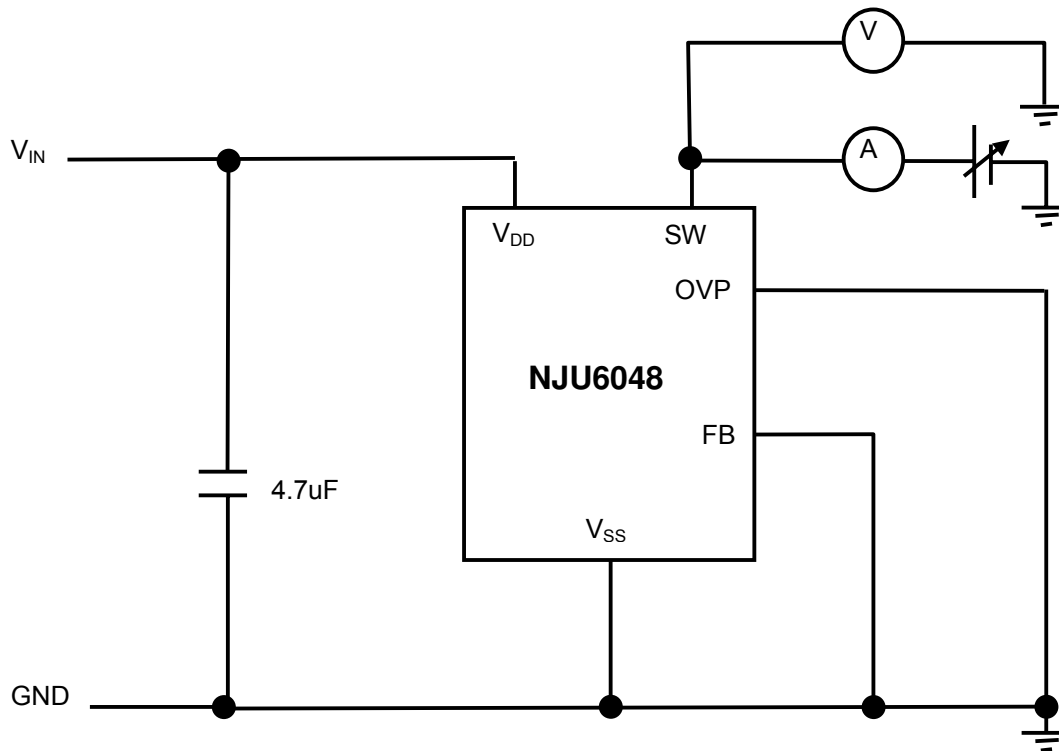 V
V_IN
A
V_DD
SW
OVP
NJU6048
FB
4.7uF
V_SS
GND